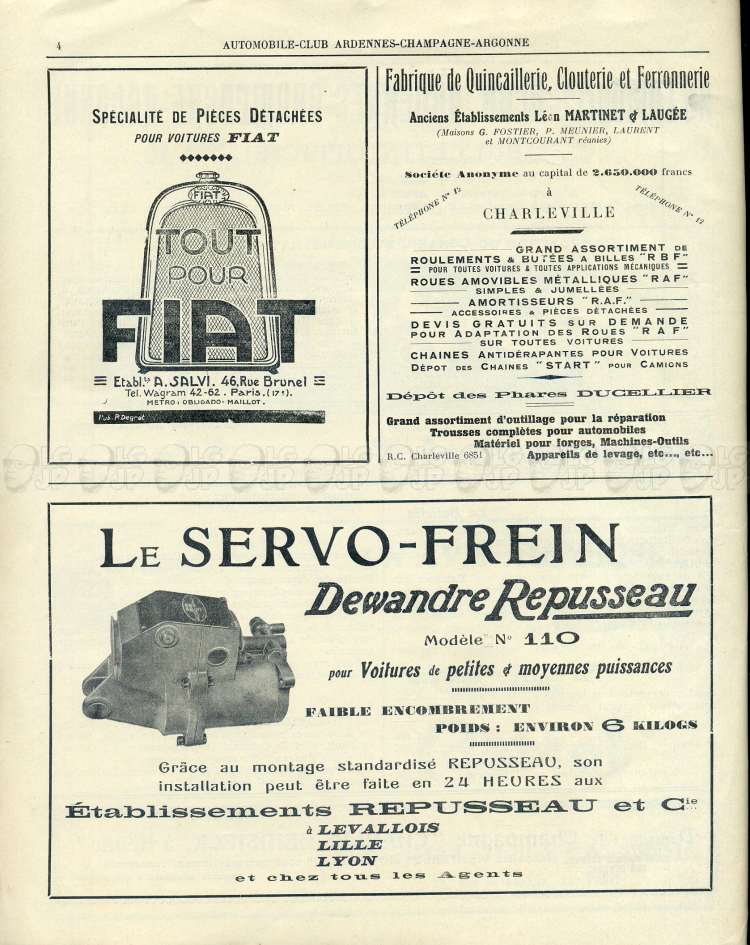 4
AUTOMOBILE-CLUB ARDENNES-CHAMPAGNE-ARGONNE
SPÉCIALITÉ DE PIÈCES DÉTACHÉES
POUR VOITURES FIAT
FIAT
TOUT
POUR
FIAT
Etabl.ts A. SALVI. 46, Rue Brunel
Tel. Wagram 42-62. Paris, (17e).
METRO: OBLIGADO-MAILLOT.
Pub. P. Degrat
Fabrique de Quincaillerie, Clouterie et Ferronnerie
Anciens Établissements Léon MARTINET & LAUGÉE
(Maisons G. FOSTIER, P. MEUNIER, LAURENT
et MONTCOURANT réunies)
Société Anonyme au capital de 2.650.000 francs
TÉLÉPHONE N° 12
à
TÉLÉPHONE N° 12
CHARLEVILLE
GRAND ASSORTIMENT DE
ROULEMENTS & BUTÉES A BILLES "RBF"
POUR TOUTES VOITURES & TOUTES APPLICATIONS MÉCANIQUES
ROUES AMOVIBLES MÉTALLIQUES "RAF"
SIMPLES & JUMELLÉES
AMORTISSEURS "R.A.F."
ACCESSOIRES & PIÈCES DÉTACHÉES
DEVIS GRATUITS SUR DEMANDE
POUR ADAPTATION DES ROUES "RAF"
SUR TOUTES VOITURES
CHAINES ANTIDÉRAPANTES POUR VOITURES
DÉPOT DES CHAINES "START" POUR CAMIONS
Dépôt des Phares DUCELLIER
Grand assortiment d'outillage pour la réparation
Trousses complètes pour automobiles
Matériel pour forges, Machines-Outils
R.C. Charleville 6851 Appareils de levage, etc..., etc...
LE SERVO-FREIN
Dewandre Repusseau
Modèle N° 110
pour Voitures de petites & moyennes puissances
FAIBLE ENCOMBREMENT
POIDS : ENVIRON 6 KILOGS
Grâce au montage standardisé REPUSSEAU, son
installation peut être faite en 24 HEURES aux
Établissements REPUSSEAU et Cie
à LEVALLOIS
LILLE
LYON
et chez tous les Agents